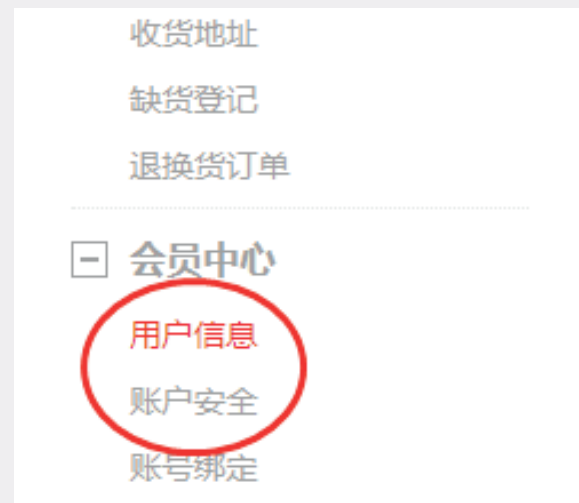 收货地址
缺货登记
退换货订单
会员中心
用户信息
账户安全
账号绑定